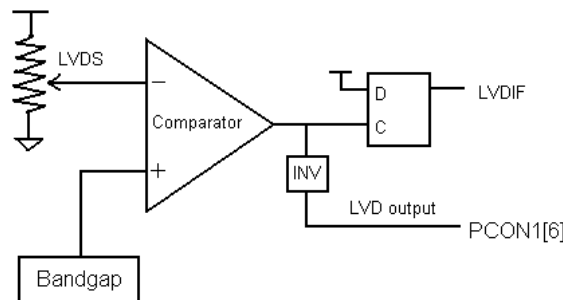 LVDS
−
Comparator
+
D
C
LVDIF
INV
LVD output
PCON1[6]
Bandgap